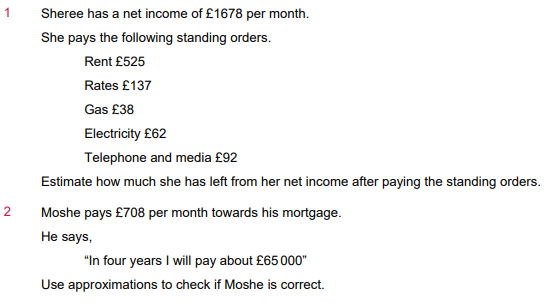 1 Sheree has a net income of £1678 per month.
She pays the following standing orders.
Rent £525
Rates £137
Gas £38
Electricity £62
Telephone and media £92
Estimate how much she has left from her net income after paying the standing orders.
2 Moshe pays £708 per month towards his mortgage.
He says,
“In four years I will pay about £65 000”
Use approximations to check if Moshe is correct.